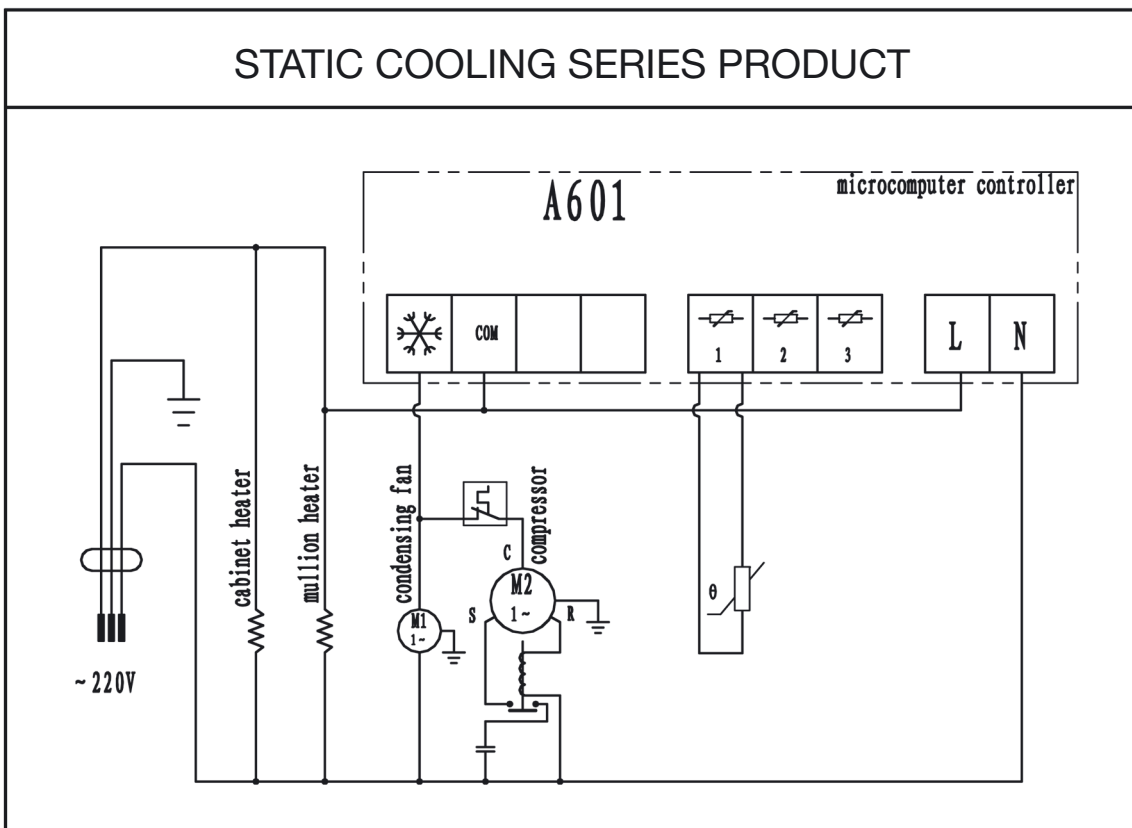 STATIC COOLING SERIES PRODUCT
A601
microcomputer controller
COM
1
2
3
L
N
cabinet heater
mullion heater
condensing fan
compressor
C
M2
1~
S
R
M1
1~
θ
~220V